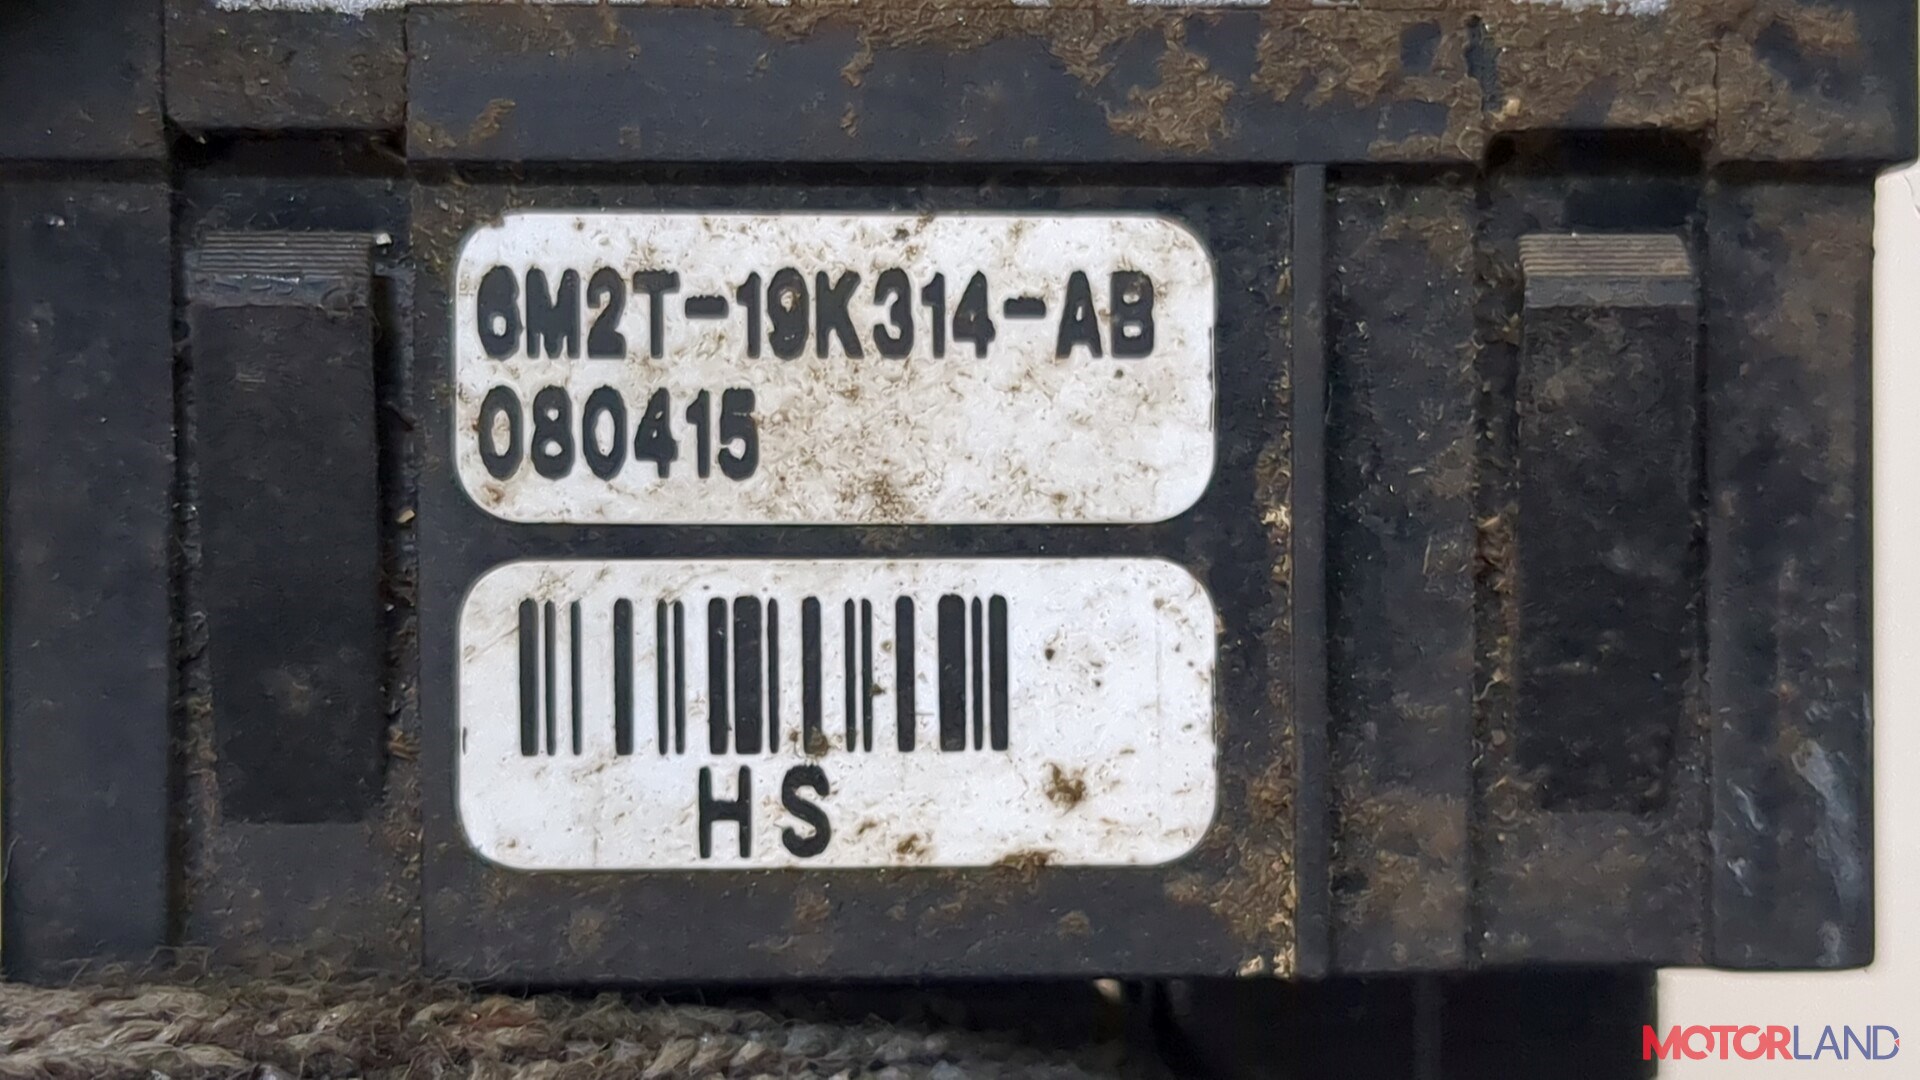 6M2T-19K314-AB
080415
HS
MOTORLAND